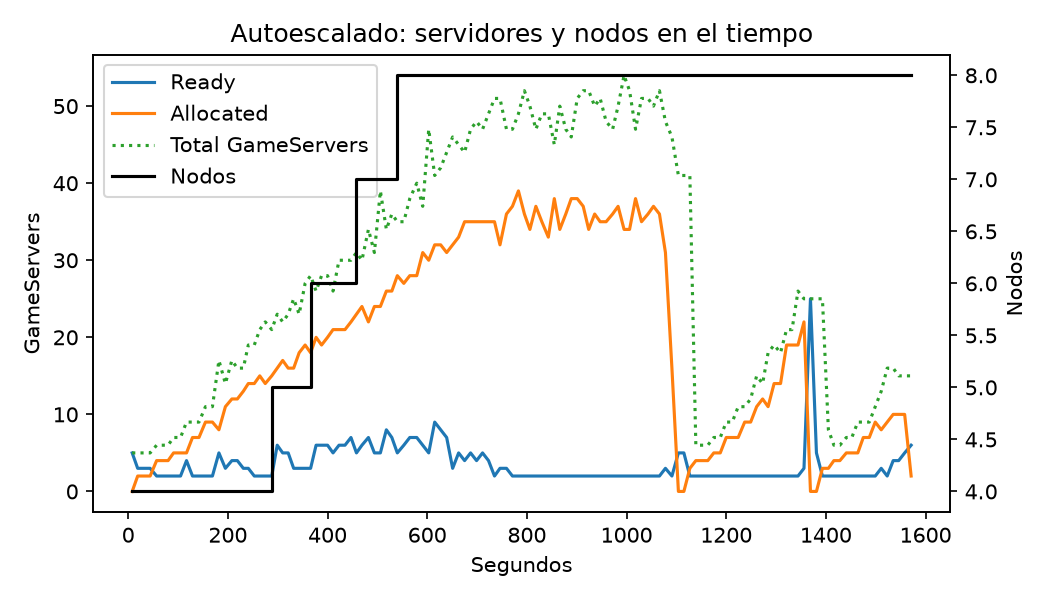 Autoescalado: servidores y nodos en el tiempo
Ready
Allocated
Total GameServers
Nodos
GameServers
50
40
30
20
10
0
8.0
7.5
7.0
6.5
6.0
5.5
5.0
4.5
4.0
Nodos
0 200 400 600 800 1000 1200 1400 1600
Segundos